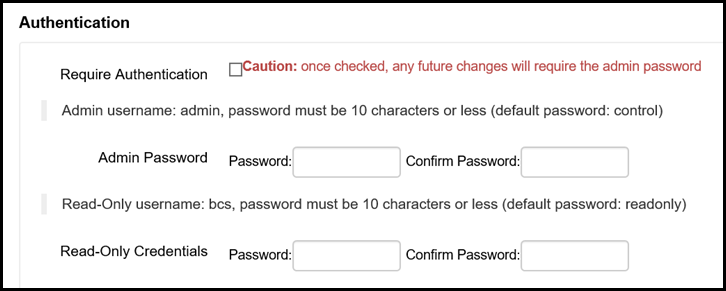 Authentication
Require Authentication Caution: once checked, any future changes will require the admin password
Admin username: admin, password must be 10 characters or less (default password: control)
Admin Password Password: Confirm Password:
Read-Only username: bcs, password must be 10 characters or less (default password: readonly)
Read-Only Credentials Password: Confirm Password: